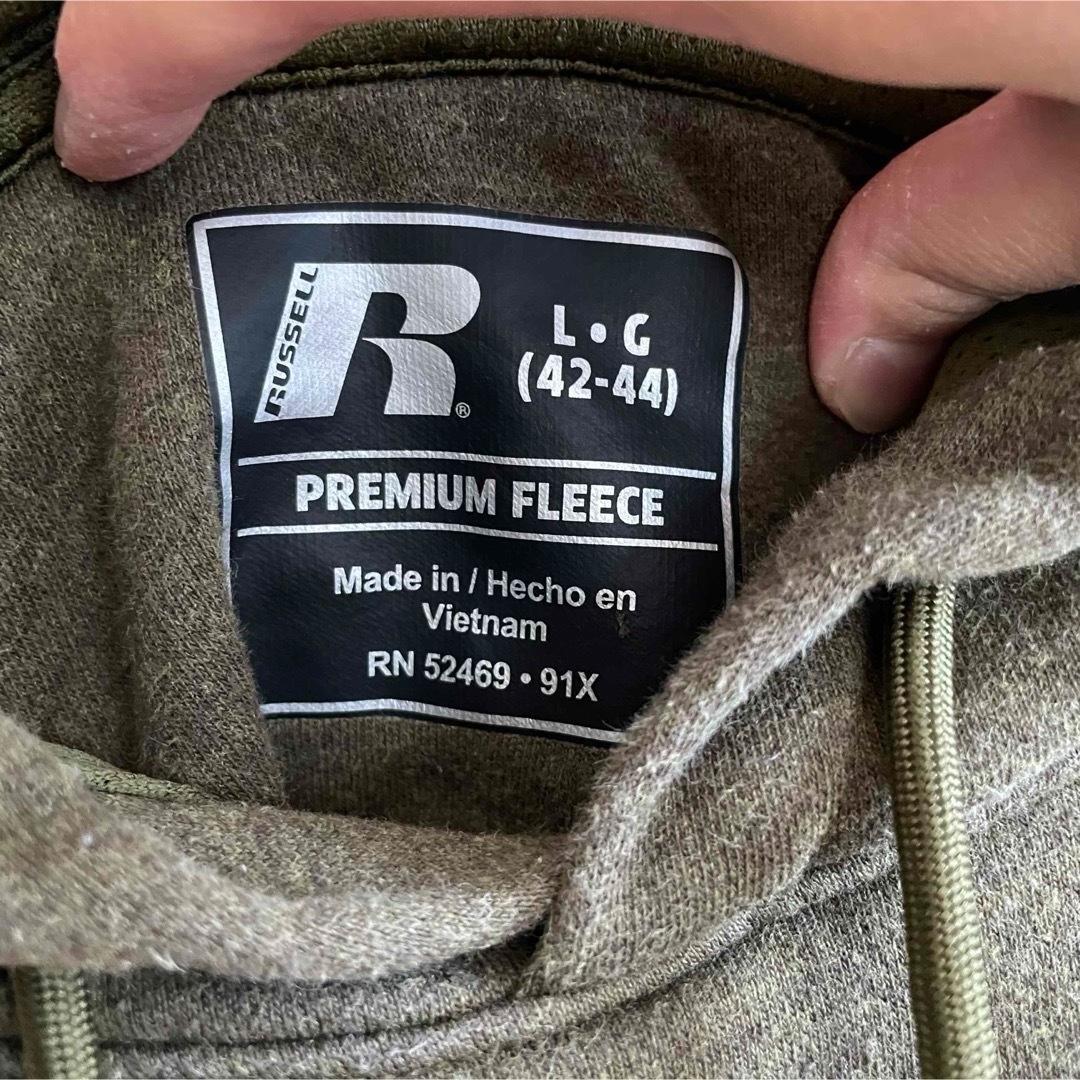 RUSSELL
R®
L • G
(42-44)
PREMIUM FLEECE
Made in / Hecho en
Vietnam
RN 52469 • 91X